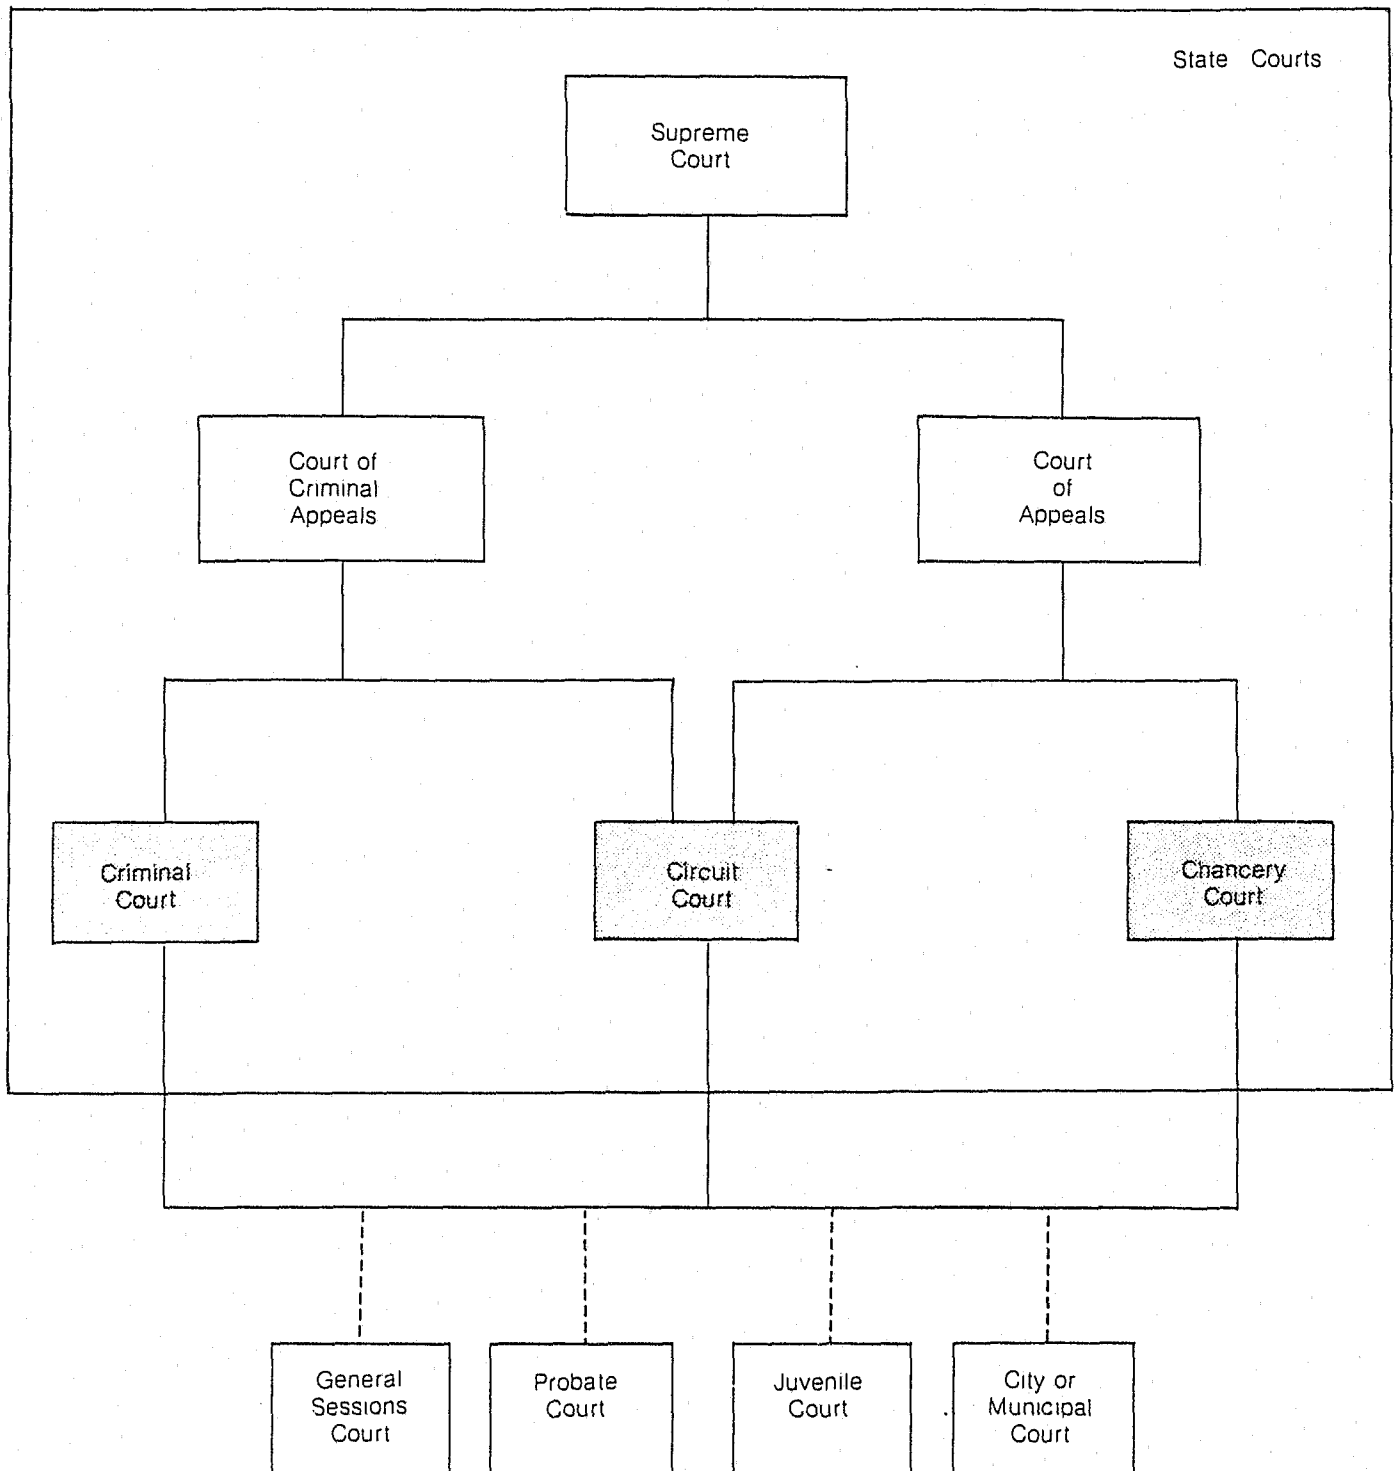 State Courts
Supreme
Court
Court of
Criminal
Appeals
Court
of
Appeals
Criminal
Court
Circuit
Court
Chancery
Court
General
Sessions
Court
Probate
Court
Juvenile
Court
City or
Municipal
Court